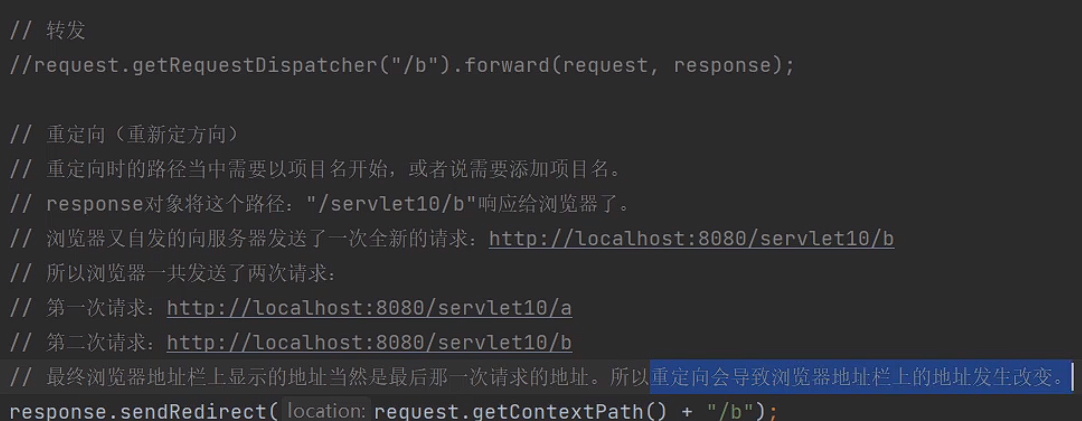 // 转发
//request.getRequestDispatcher("/b").forward(request, response);
// 重定向（重新定方向）
// 重定向时的路径当中需要以项目名开始，或者说需要添加项目名。
// response对象将这个路径："/servlet10/b"响应给浏览器了。
// 浏览器又自发的向服务器发送了一次全新的请求：http://localhost:8080/servlet10/b
// 所以浏览器一共发送了两次请求：
// 第一次请求：http://localhost:8080/servlet10/a
// 第二次请求：http://localhost:8080/servlet10/b
// 最终浏览器地址栏上显示的地址当然是最后那一次请求的地址。所以重定向会导致浏览器地址栏上的地址发生改变。
response.sendRedirect( location: request.getContextPath() + "/b");